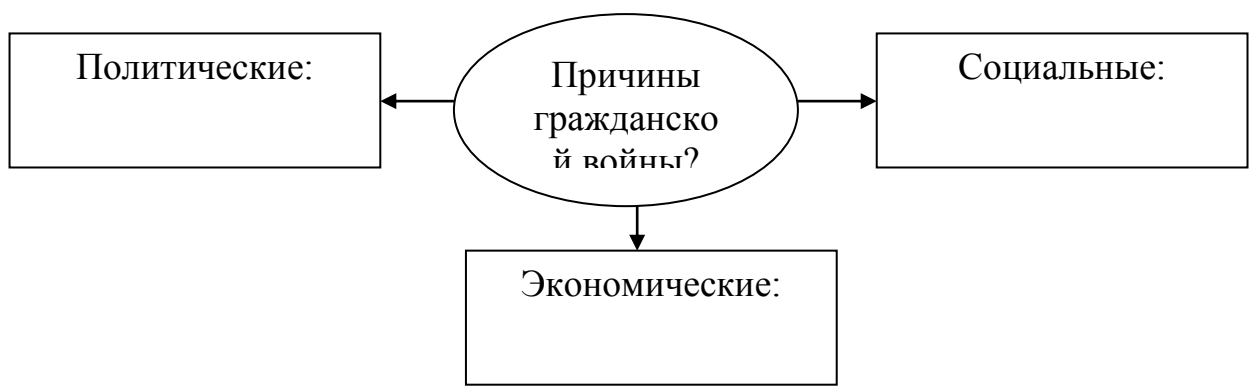 Политические:
Причины
гражданско
й войны?
Социальные:
Экономические: